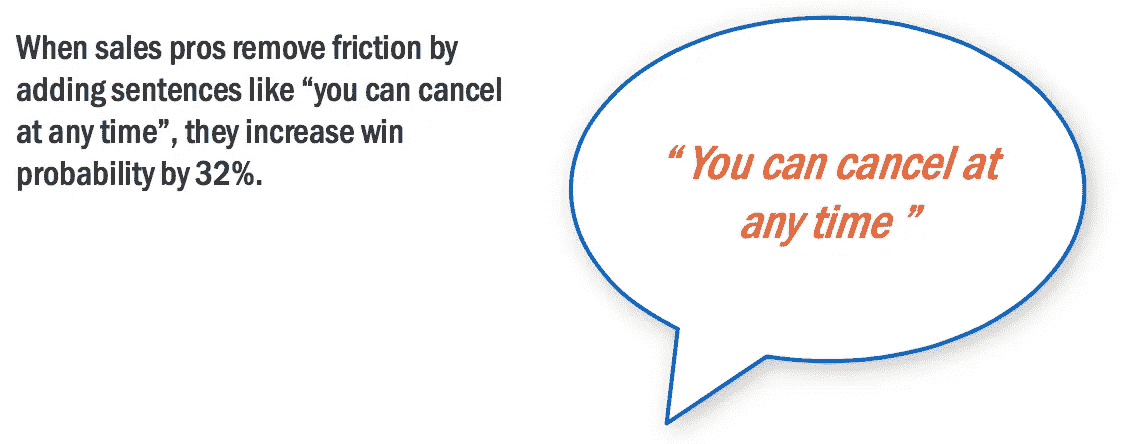 When sales pros remove friction by
adding sentences like “you can cancel
at any time”, they increase win
probability by 32%.
“ You can cancel at
any time ”